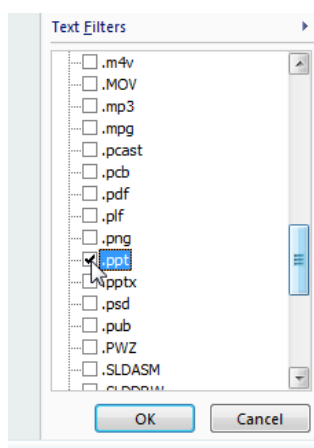 Text Filters
.m4v
.MOV
.mp3
.mpg
.pcast
.pcb
.pdf
.plf
.png
.ppt
.pptx
.psd
.pub
.PWZ
.SLDASM
.SLDDRW
OK Cancel